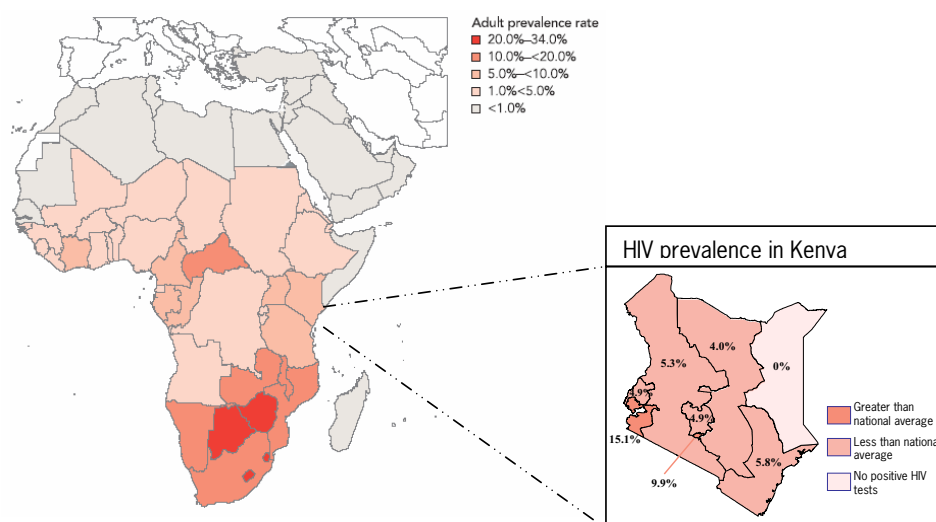 Adult prevalence rate
20.0%–34.0%
10.0%–<20.0%
5.0%–<10.0%
1.0%<5.0%
<1.0%
HIV prevalence in Kenya
4.0%
5.3%
0%
4.9%
4.9%
15.1%
5.8%
9.9%
Greater than
national average
Less than nationa
average
No positive HIV
tests